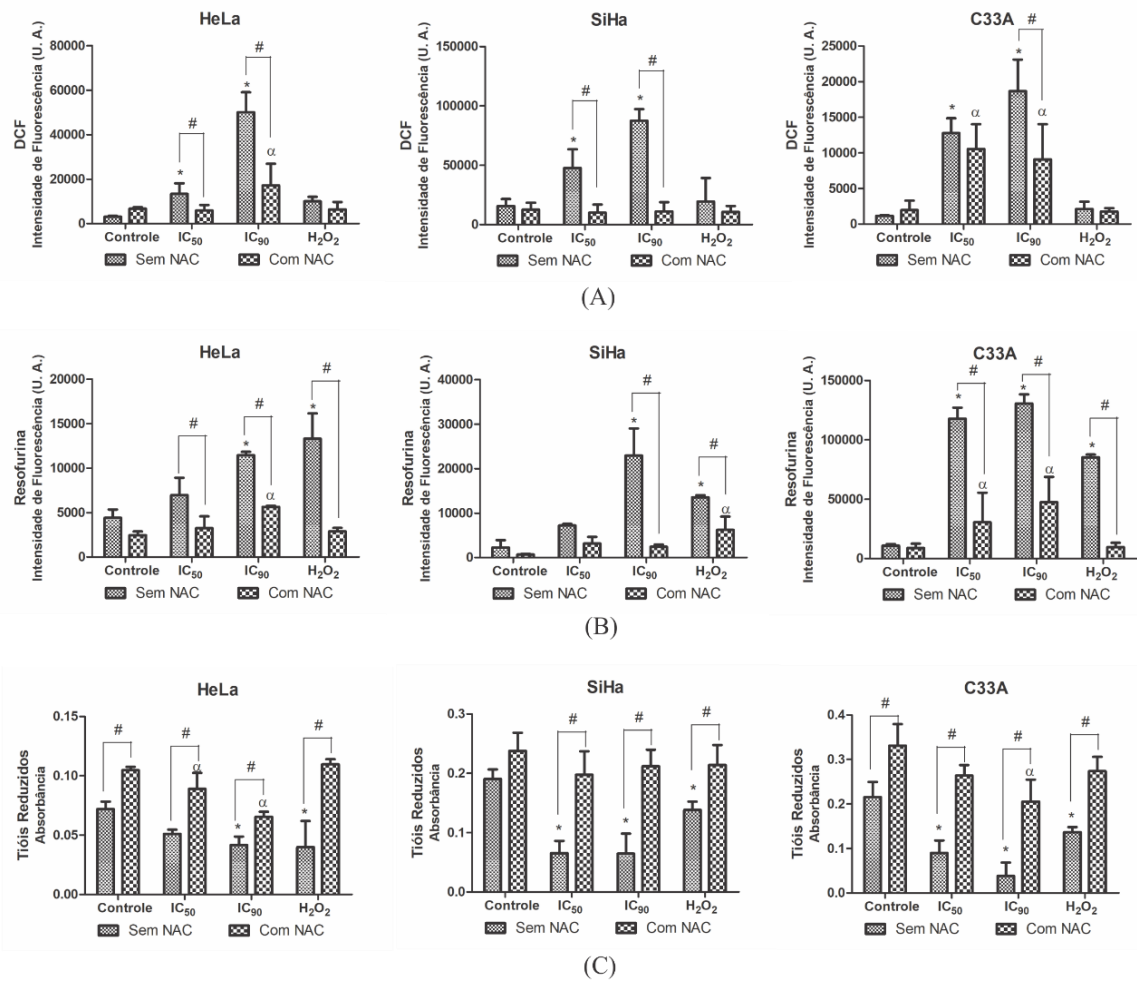 HeLa
DCF
Intensidade de Fluorescência (U. A.)
80000
60000
40000
20000
0
#
*
#
*
α
Controle IC50 IC90 H2O2
Sem NAC Com NAC
SiHa
DCF
Intensidade de Fluorescência (U. A.)
150000
100000
50000
0
#
*
#
*
Controle IC50 IC90 H2O2
Sem NAC Com NAC
C33A
DCF
Intensidade de Fluorescência (U. A.)
25000
20000
15000
10000
5000
0
*
α
#
*
α
Controle IC50 IC90 H2O2
Sem NAC Com NAC
(A)
HeLa
Resofurina
Intensidade de Fluorescência (U. A.)
20000
15000
10000
5000
0
#
#
*
α
#
*
Controle IC50 IC90 H2O2
Sem NAC Com NAC
SiHa
Resofurina
Intensidade de Fluorescência (U. A.)
40000
30000
20000
10000
0
#
*
#
*
α
Controle IC50 IC90 H2O2
Sem NAC Com NAC
C33A
Resofurina
Intensidade de Fluorescência (U. A.)
150000
100000
50000
0
#
*
α
#
*
α
#
*
Controle IC50 IC90 H2O2
Sem NAC Com NAC
(B)
HeLa
Tióis Reduzidos
Absorbância
0.15
0.10
0.05
0.00
#
#
α
#
*
α
#
*
Controle IC50 IC90 H2O2
Sem NAC Com NAC
SiHa
Tióis Reduzidos
Absorbância
0.3
0.2
0.1
0.0
#
*
#
*
#
*
Controle IC50 IC90 H2O2
Sem NAC Com NAC
C33A
Tióis Reduzidos
Absorbância
0.4
0.3
0.2
0.1
0.0
#
#
*
#
*
α
#
*
Controle IC50 IC90 H2O2
Sem NAC Com NAC
(C)